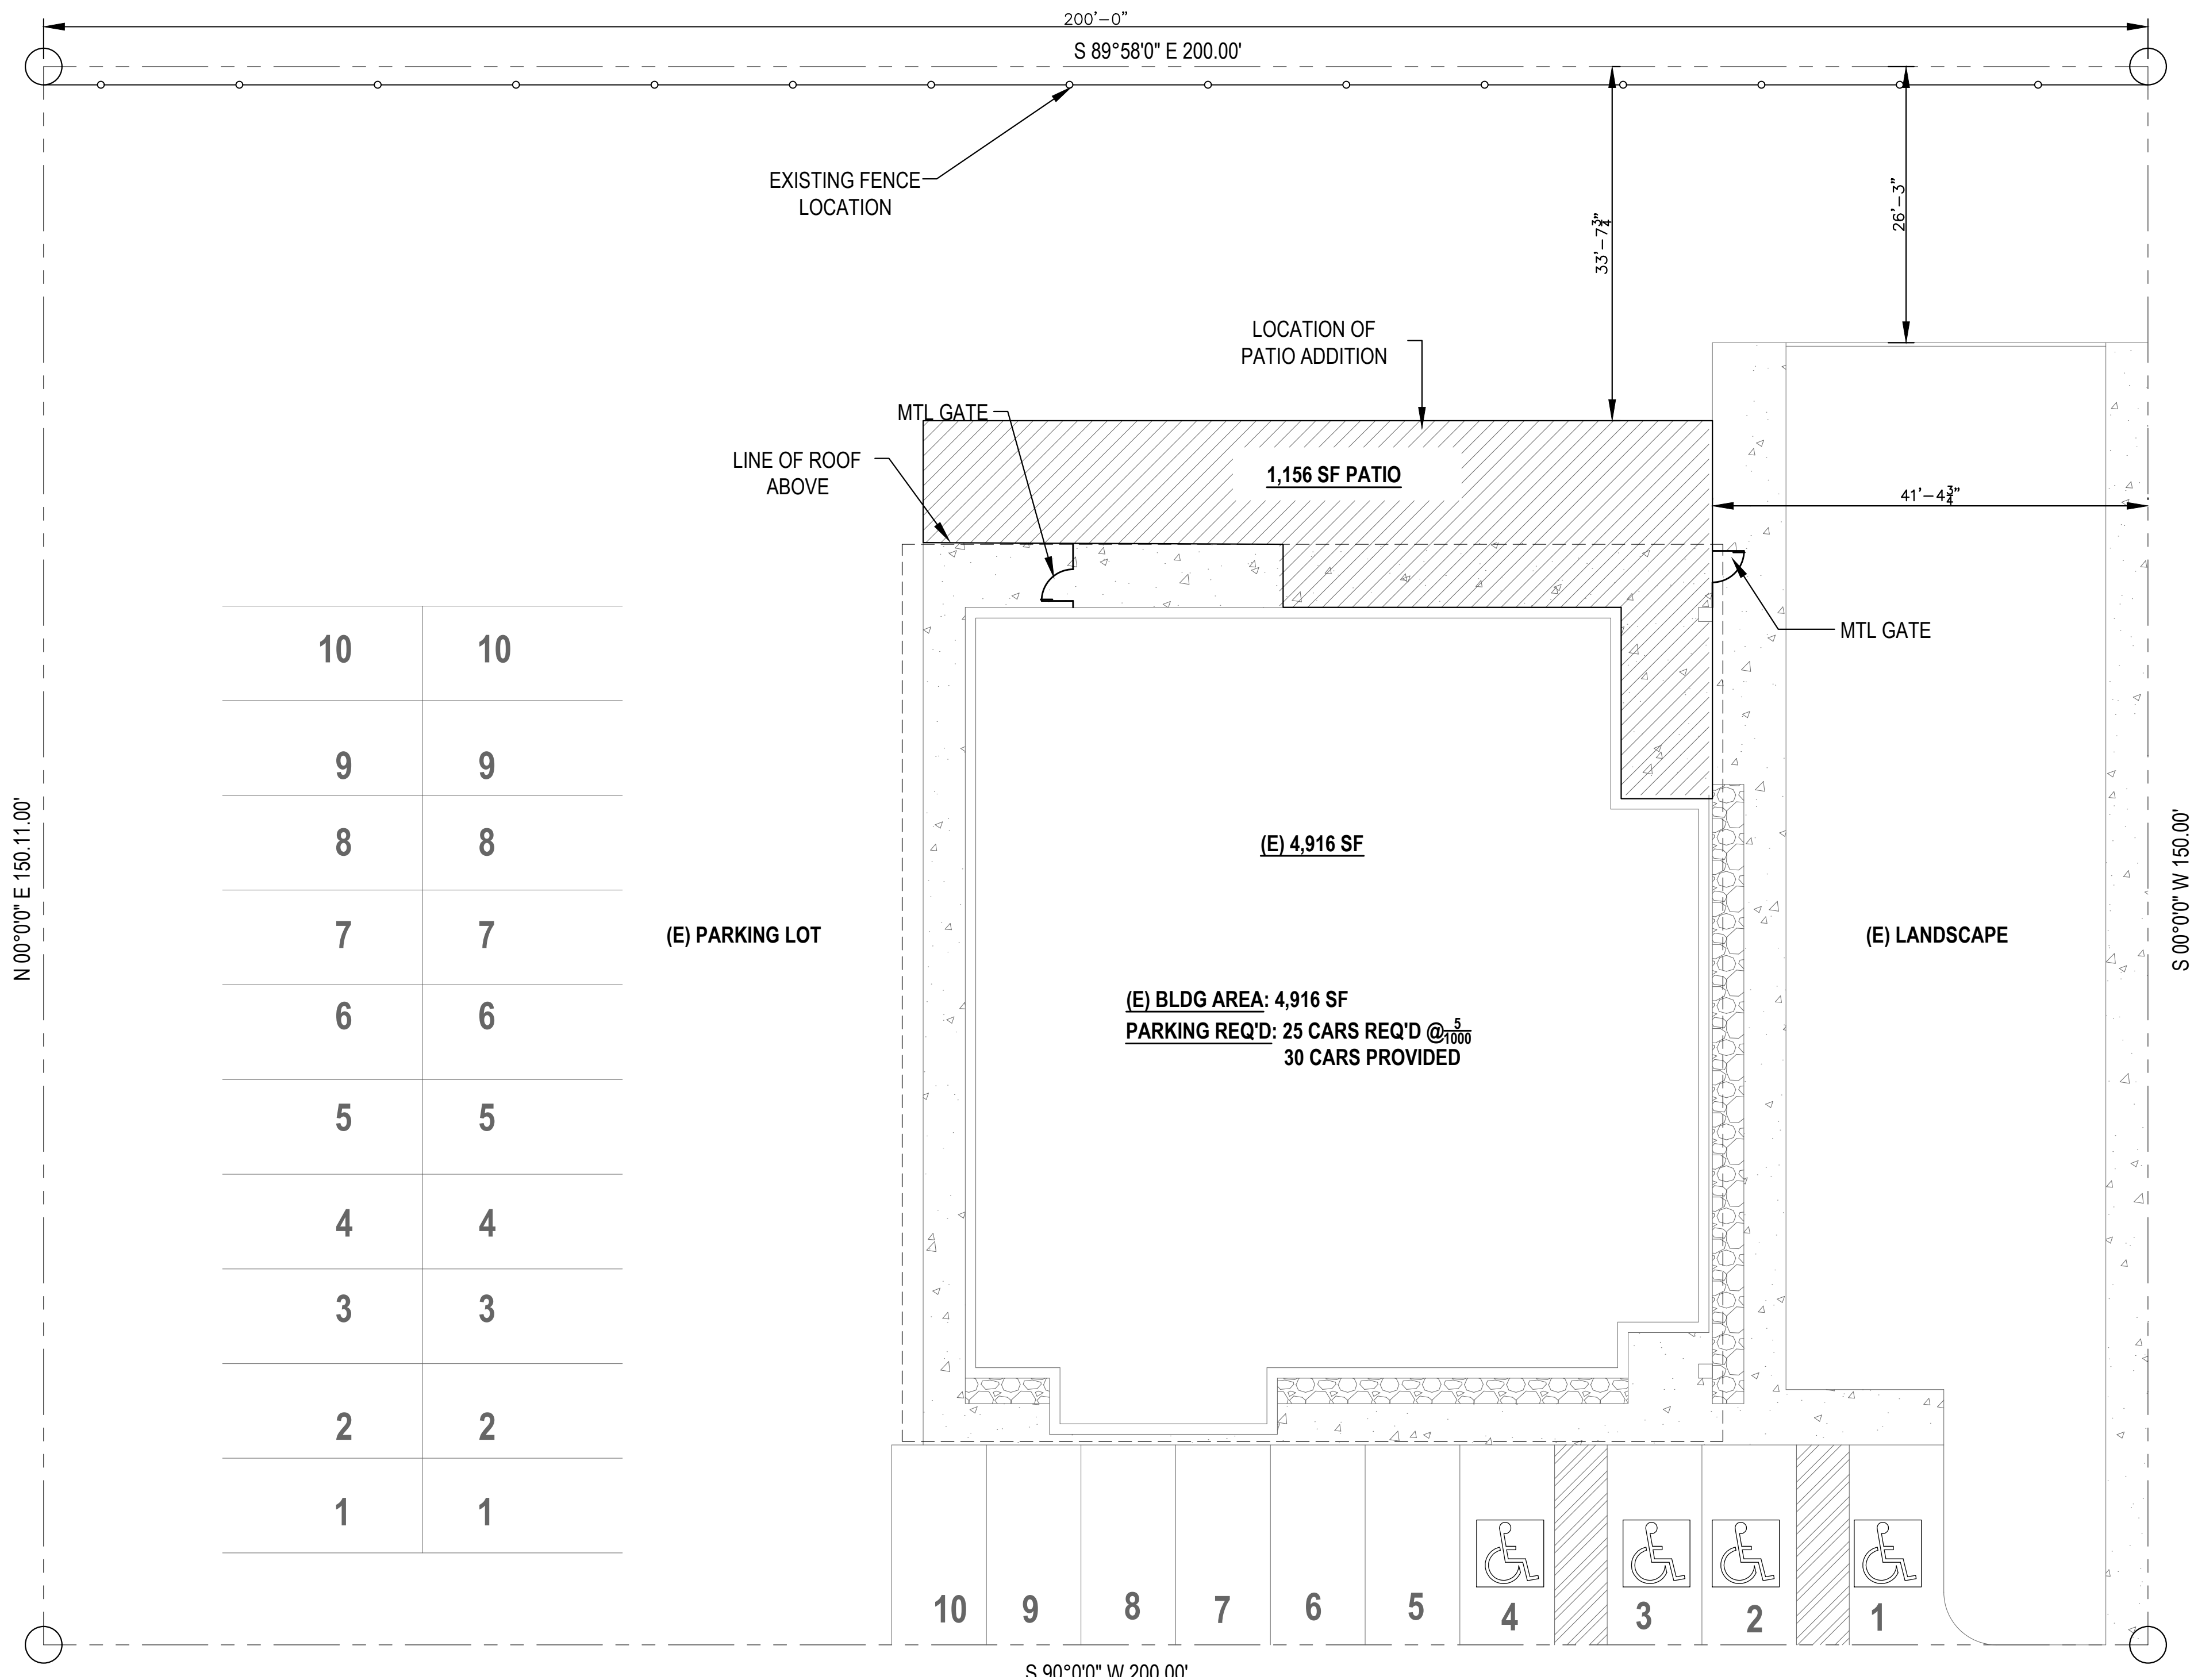 200'-0"
S 89°58'0" E 200.00'
EXISTING FENCE
LOCATION
33'-7 3/4"
26'-3"
LOCATION OF
PATIO ADDITION
MTL GATE
LINE OF ROOF
ABOVE
1,156 SF PATIO
41'-4 3/4"
MTL GATE
10 10
9 9
8 8
7 7
6 6
5 5
4 4
3 3
2 2
1 1
N 00°0'0" E 150.11.00'
(E) PARKING LOT
(E) 4,916 SF
(E) BLDG AREA: 4,916 SF
PARKING REQ'D: 25 CARS REQ'D @ 5/1000
30 CARS PROVIDED
(E) LANDSCAPE
S 00°0'0" W 150.00'
10 9 8 7 6 5 4 3 2 1
S 90°0'0" W 200.00'